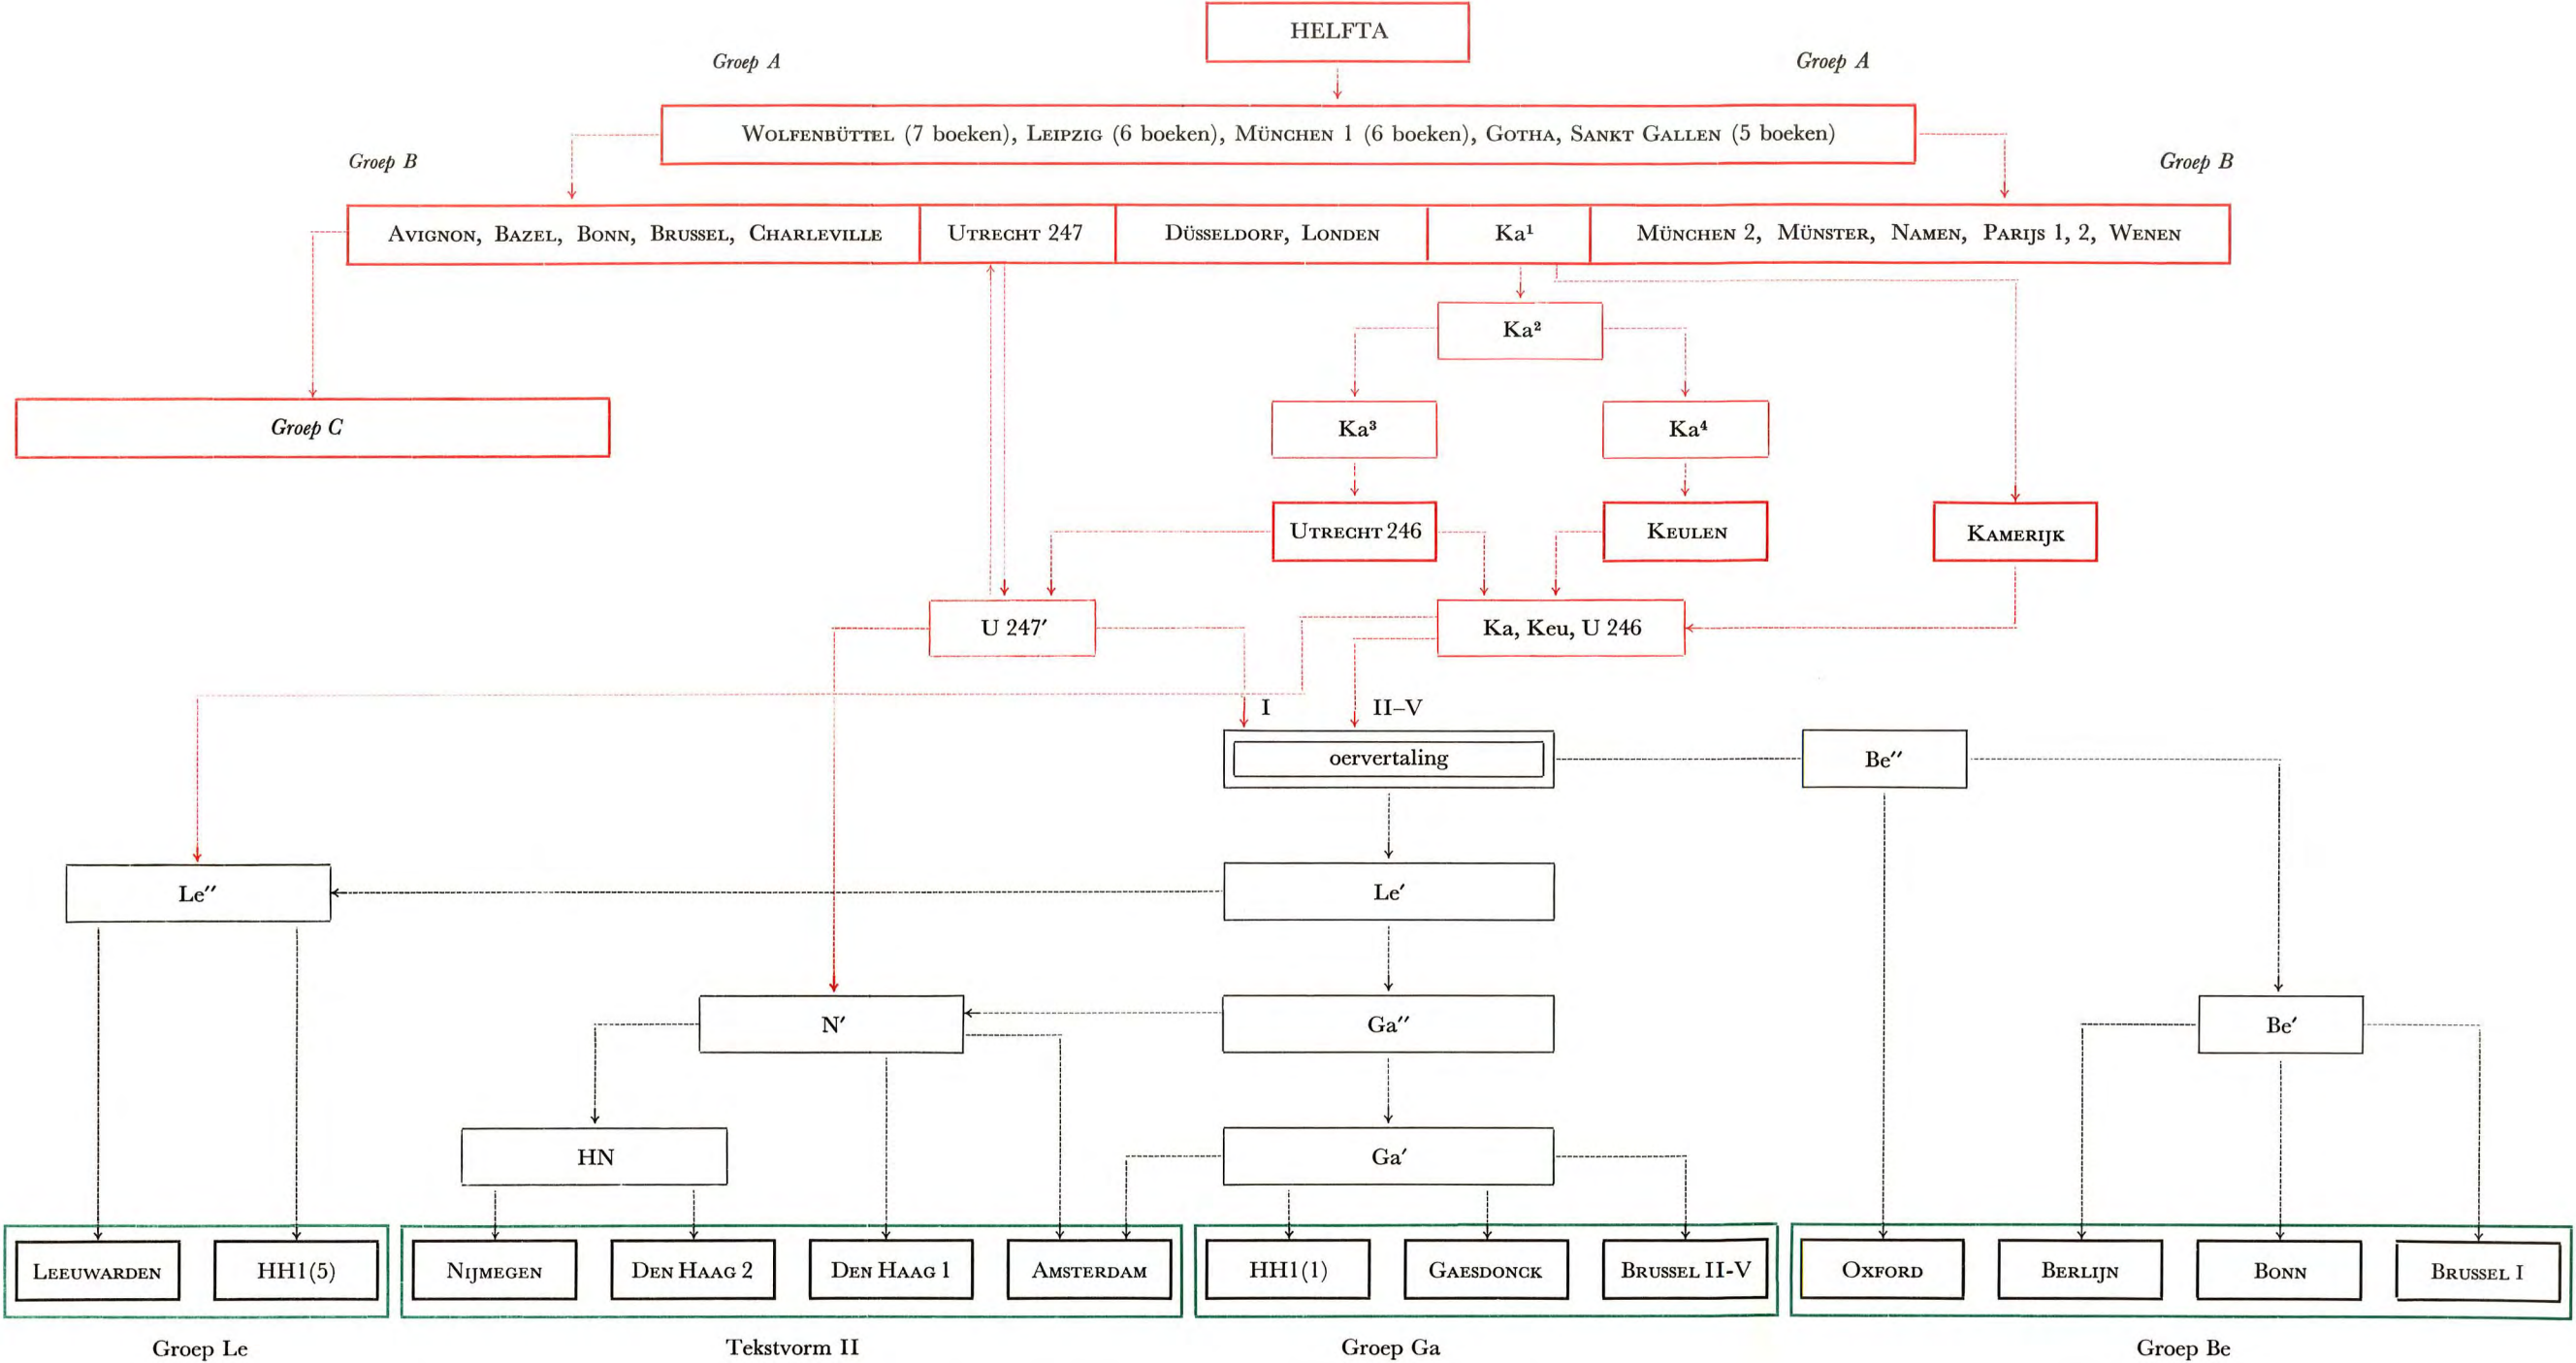 HELFTA
Groep A
Groep A
WOLFENBÜTTEL (7 boeken), LEIPZIG (6 boeken), MÜNCHEN 1 (6 boeken), GOTHA, SANKT GALLEN (5 boeken)
Groep B
Groep B
AVIGNON, BAZEL, BONN, BRUSSEL, CHARLEVILLE
UTRECHT 247
DÜSSELDORF, LONDEN
Ka¹
MÜNCHEN 2, MÜNSTER, NAMEN, PARIJS 1, 2, WENEN
Ka²
Groep C
Ka³
Ka⁴
UTRECHT 246
KEULEN
KAMERIJK
U 247′
Ka, Keu, U 246
I
II–V
oervertaling
Be′′
Le′′
Le′
N′
Ga′′
Be′
HN
Ga′
LEEUWARDEN
HH1(5)
NIJMEGEN
DEN HAAG 2
DEN HAAG 1
AMSTERDAM
HH1(1)
GAESDONCK
BRUSSEL II-V
OXFORD
BERLIJN
BONN
BRUSSEL I
Groep Le
Tekstvorm II
Groep Ga
Groep Be